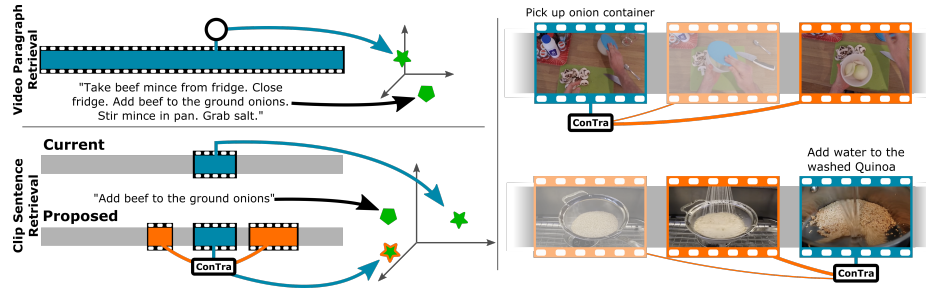 Video Paragraph
Retrieval
"Take beef mince from fridge. Close
fridge. Add beef to the ground onions.
Stir mince in pan. Grab salt."
Clip Sentence
Retrieval
Current
"Add beef to the ground onions"
Proposed
ConTra
Pick up onion container
ConTra
Add water to the
washed Quinoa
ConTra